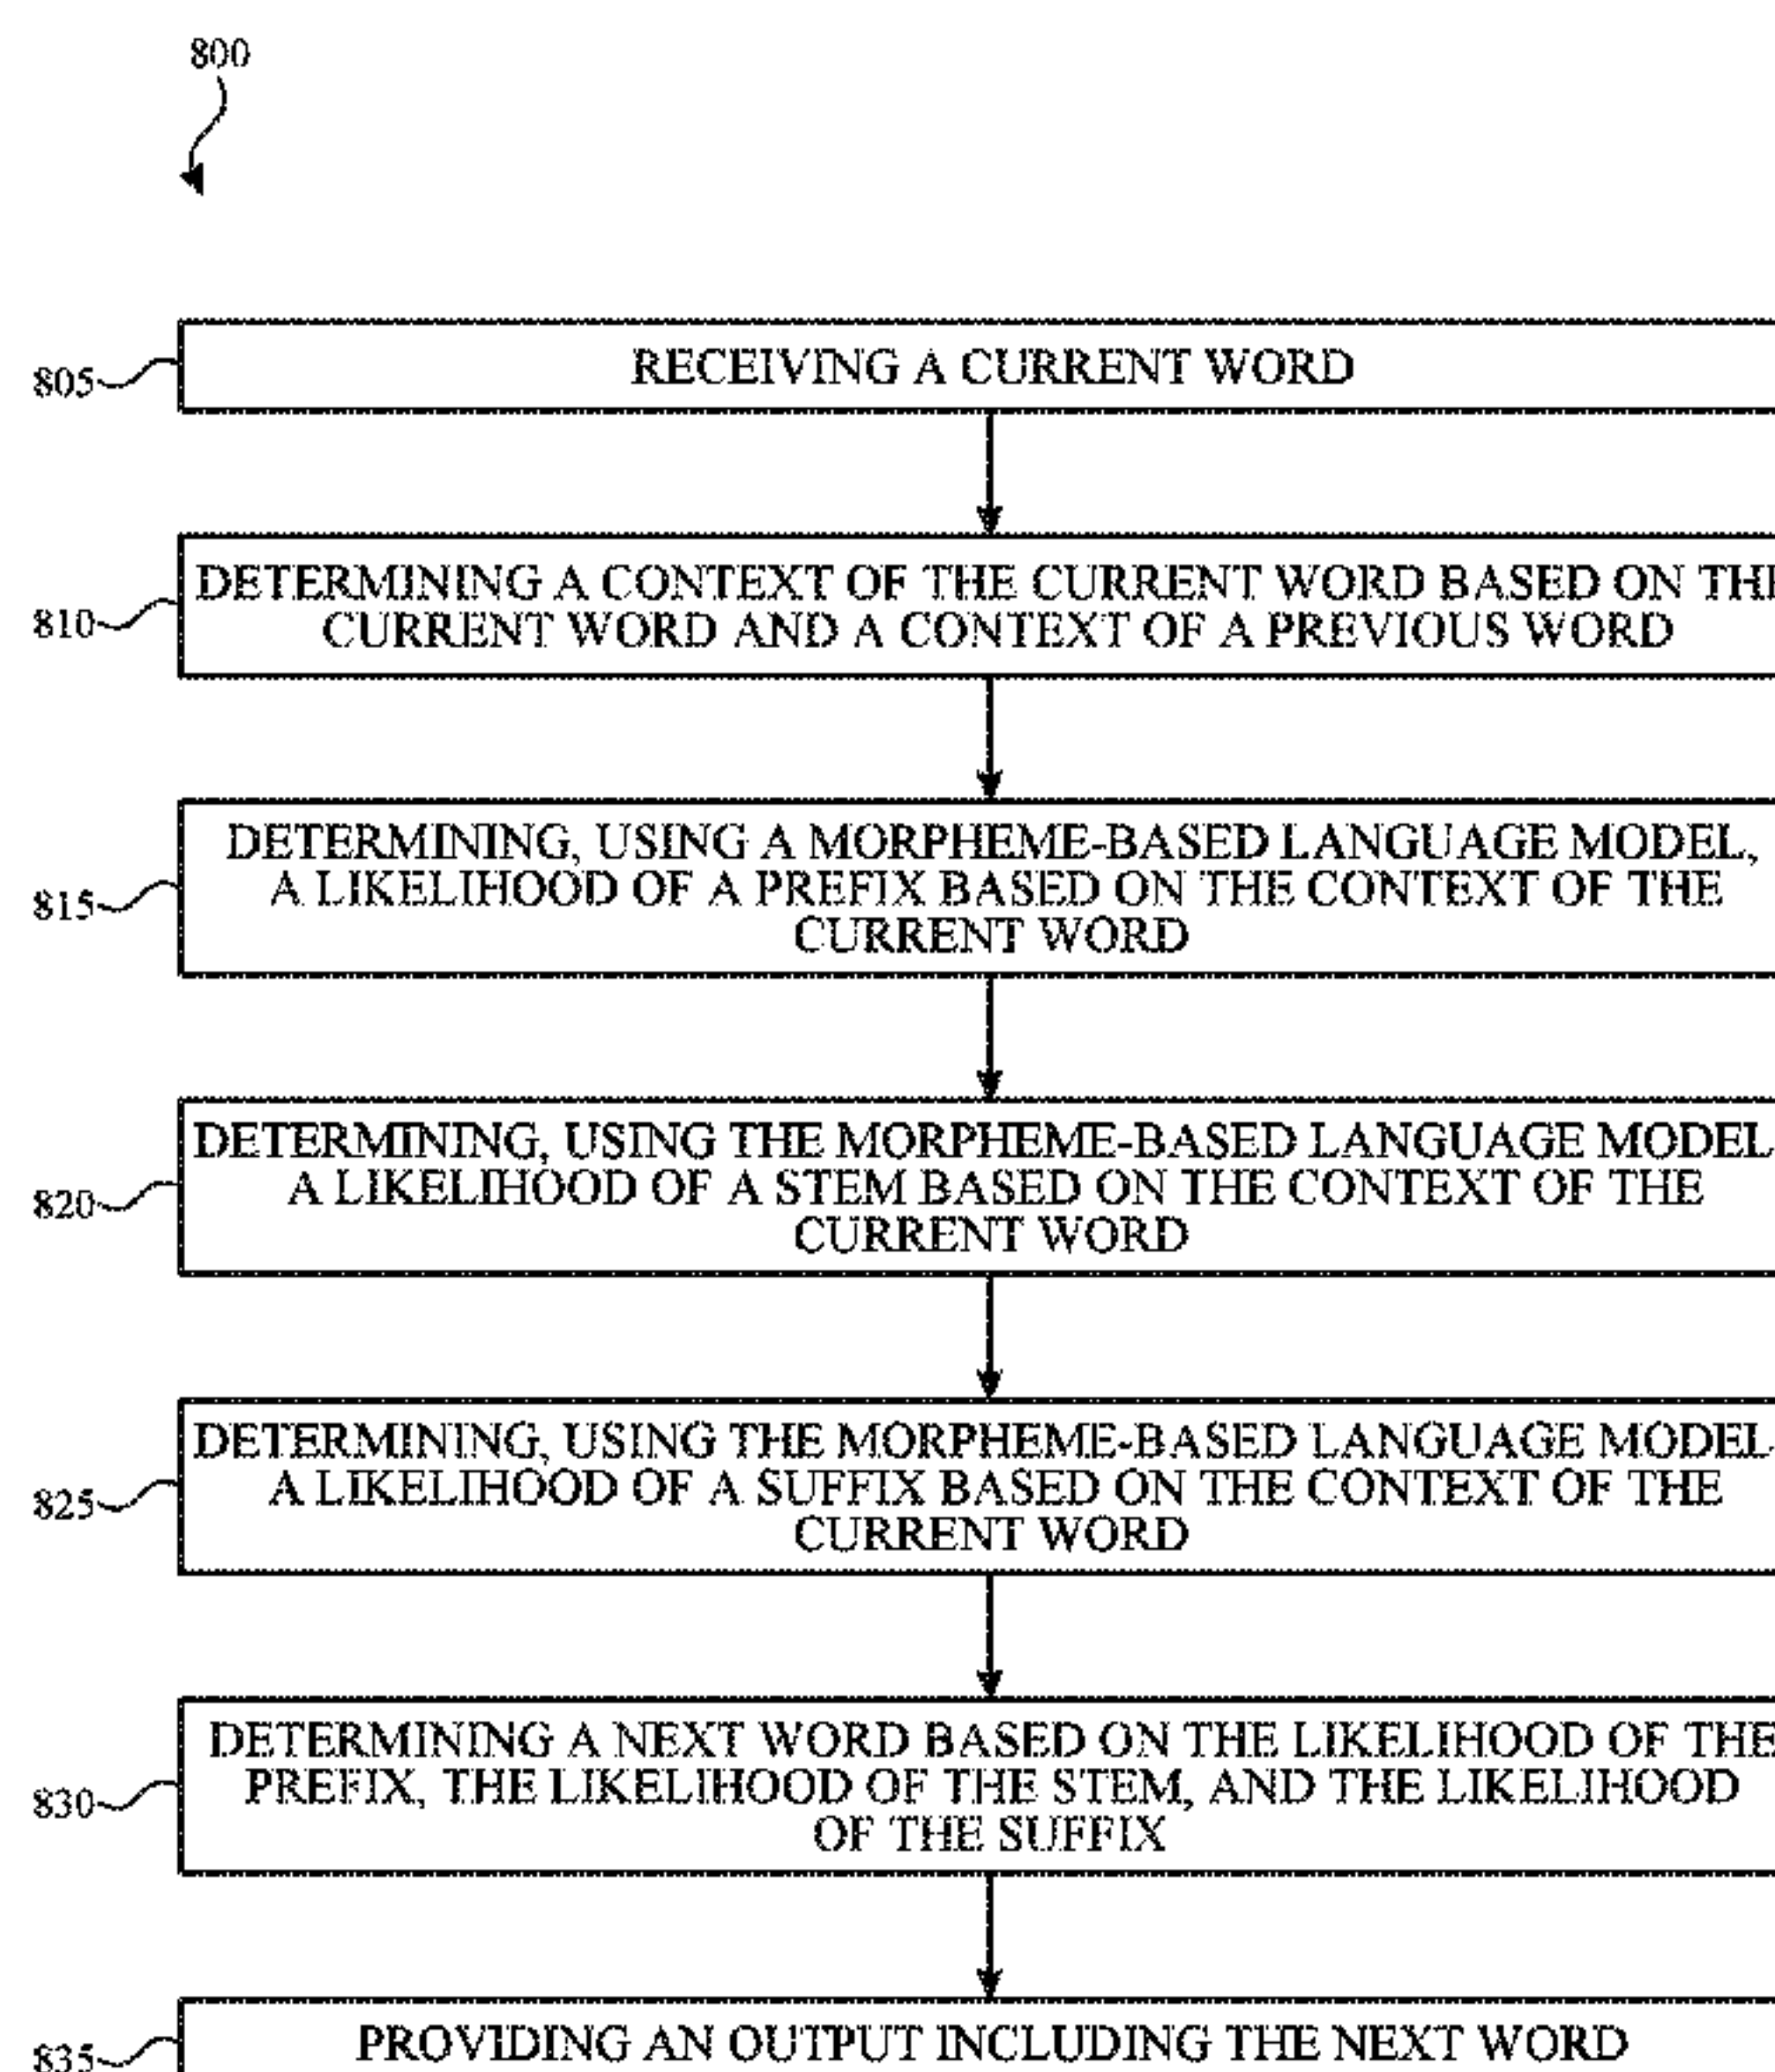 800
805
RECEIVING A CURRENT WORD
810
DETERMINING A CONTEXT OF THE CURRENT WORD BASED ON THE
CURRENT WORD AND A CONTEXT OF A PREVIOUS WORD
815
DETERMINING, USING A MORPHEME-BASED LANGUAGE MODEL,
A LIKELIHOOD OF A PREFIX BASED ON THE CONTEXT OF THE
CURRENT WORD
820
DETERMINING, USING THE MORPHEME-BASED LANGUAGE MODEL
A LIKELIHOOD OF A STEM BASED ON THE CONTEXT OF THE
CURRENT WORD
825
DETERMINING, USING THE MORPHEME-BASED LANGUAGE MODEL
A LIKELIHOOD OF A SUFFIX BASED ON THE CONTEXT OF THE
CURRENT WORD
830
DETERMINING A NEXT WORD BASED ON THE LIKELIHOOD OF THE
PREFIX, THE LIKELIHOOD OF THE STEM, AND THE LIKELIHOOD
OF THE SUFFIX
835
PROVIDING AN OUTPUT INCLUDING THE NEXT WORD